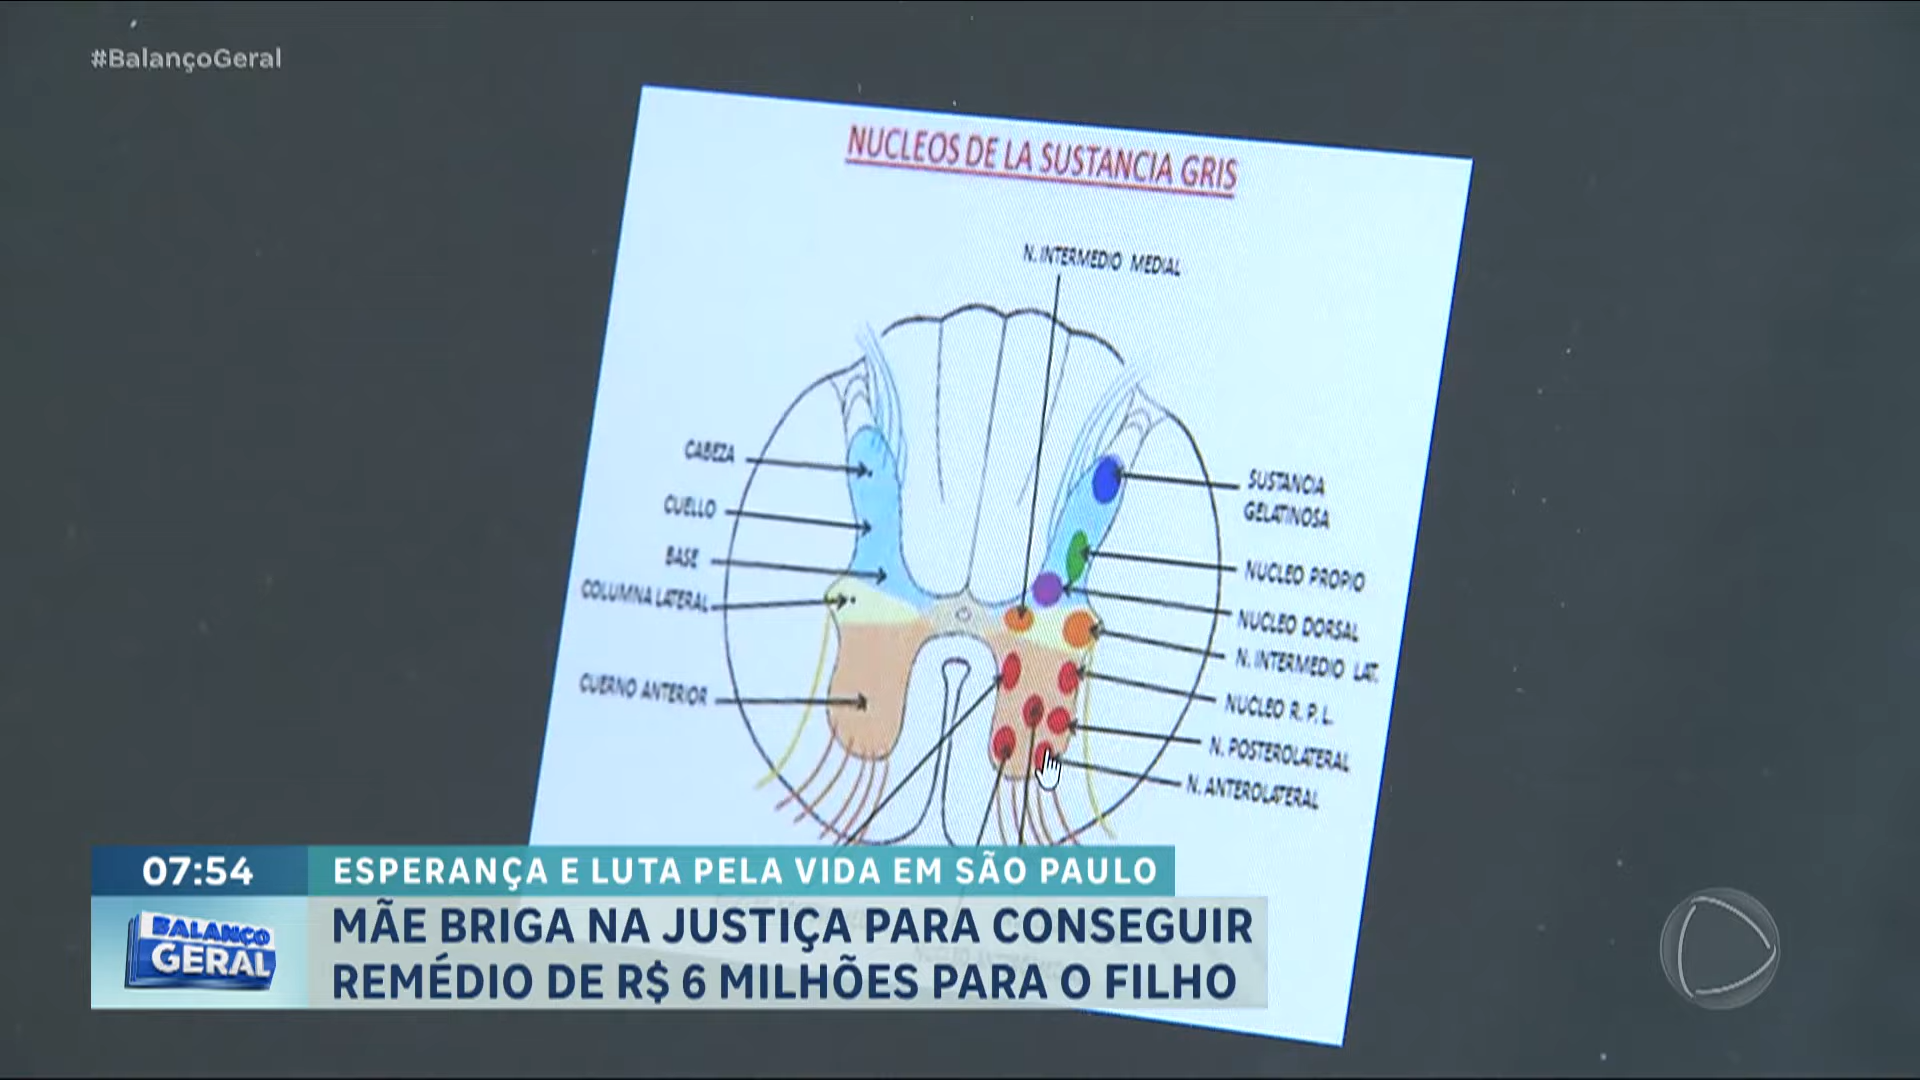 #BalançoGeral
NUCLEOS DE LA SUSTANCIA GRIS
N. INTERMEDIO MEDIAL
CABEZA
CUELLO
BASE
COLUMNA LATERAL
CUERNO ANTERIOR
SUSTANCIA
GELATINOSA
NUCLEO PROPIO
NUCLEO DORSAL
N. INTERMEDIO LAT.
NUCLEO R. P. L.
N. POSTEROLATERAL
N. ANTEROLATERAL
07:54
ESPERANÇA E LUTA PELA VIDA EM SÃO PAULO
BALANÇO
GERAL
MÃE BRIGA NA JUSTIÇA PARA CONSEGUIR
REMÉDIO DE R$ 6 MILHÕES PARA O FILHO